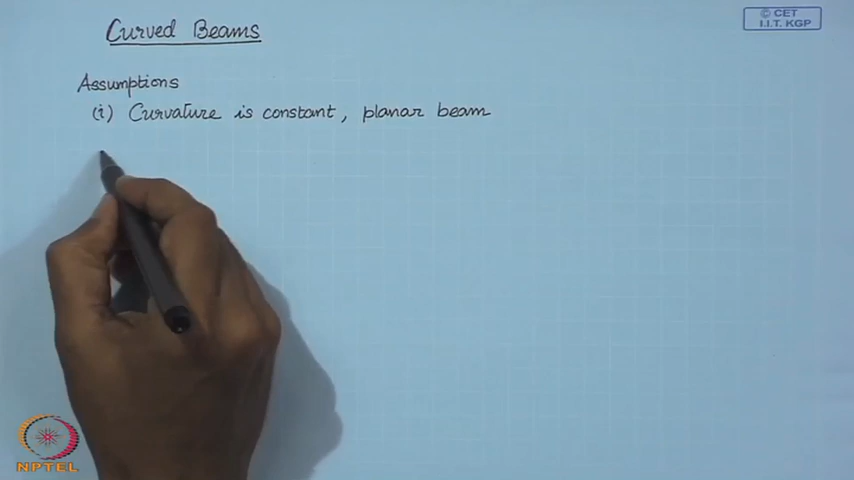 Curved Beams
© CET
I.I.T. KGP
Assumptions
(i) Curvature is constant, planar beam
NPTEL